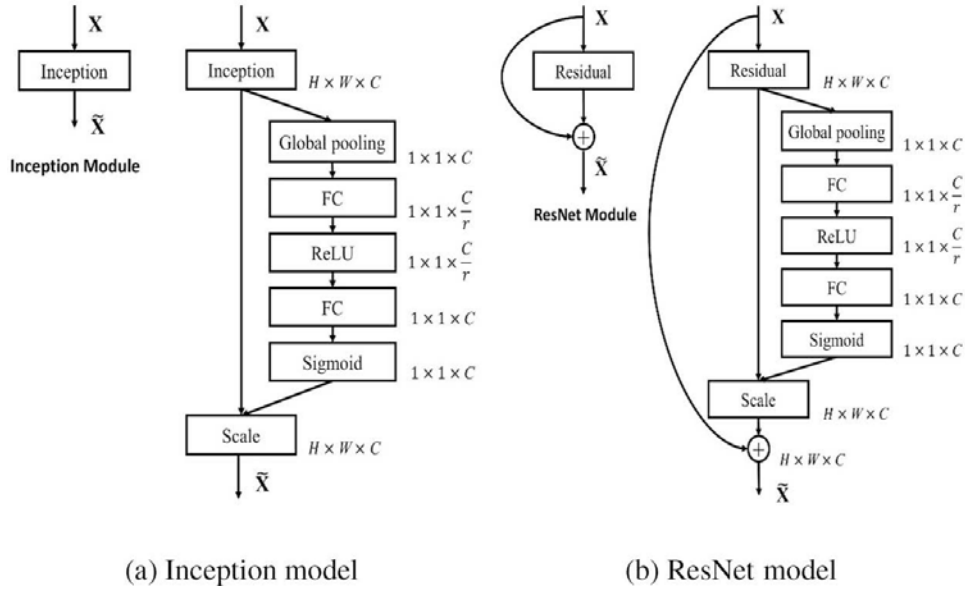 X
Inception
X̃
Inception Module
X
Inception
H × W × C
Global pooling
1 × 1 × C
FC
1 × 1 × C/r
ReLU
1 × 1 × C/r
FC
1 × 1 × C
Sigmoid
1 × 1 × C
Scale
H × W × C
X̃
(a) Inception model
X
Residual
+
X̃
ResNet Module
X
Residual
H × W × C
Global pooling
1 × 1 × C
FC
1 × 1 × C/r
ReLU
1 × 1 × C/r
FC
1 × 1 × C
Sigmoid
1 × 1 × C
Scale
H × W × C
+
H × W × C
X̃
(b) ResNet model